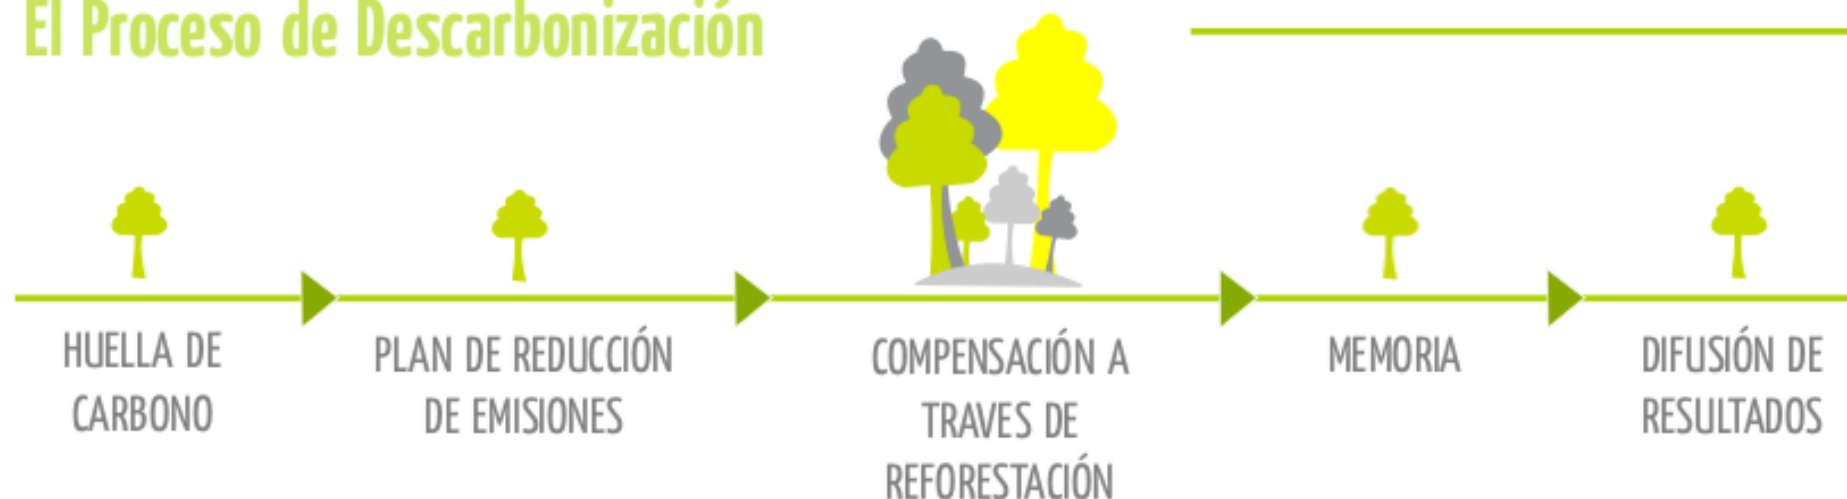 El Proceso de Descarbonización
HUELLA DE
CARBONO
PLAN DE REDUCCIÓN
DE EMISIONES
COMPENSACIÓN A
TRAVES DE
REFORESTACIÓN
MEMORIA
DIFUSIÓN DE
RESULTADOS